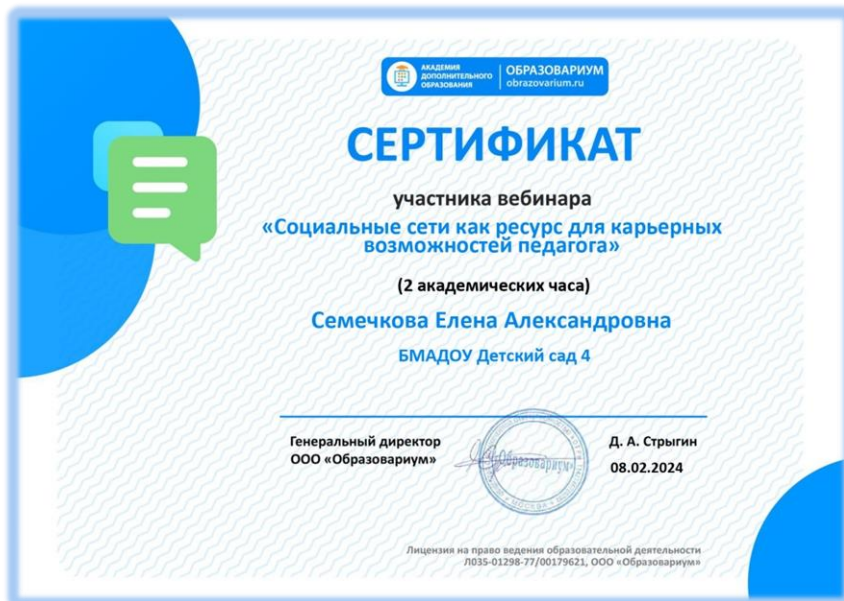 АКАДЕМИЯ
ДОПОЛНИТЕЛЬНОГО
ОБРАЗОВАНИЯ
ОБРАЗОВАРИУМ
obrazovarium.ru
СЕРТИФИКАТ
участника вебинара
«Социальные сети как ресурс для карьерных
возможностей педагога»
(2 академических часа)
Семечкова Елена Александровна
БМАДОУ Детский сад 4
Генеральный директор
ООО «Образовариум»
Образовариум»
МОСКВА
Д. А. Стрыгин
08.02.2024
Лицензия на право ведения образовательной деятельности
Л035-01298-77/00179621, ООО «Образовариум»